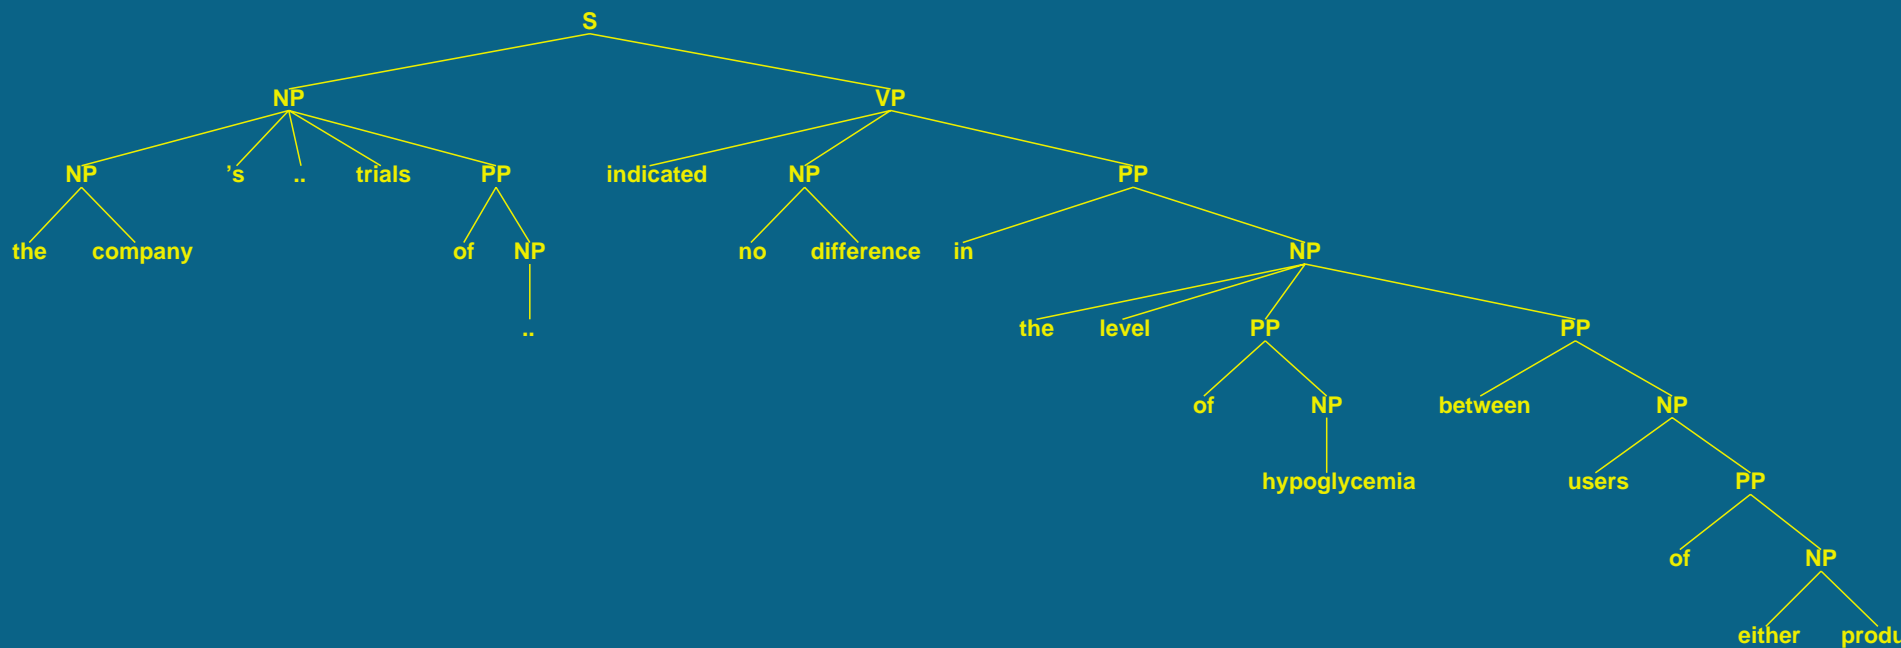 S
NP VP
NP ’s .. trials PP indicated NP PP
the company of NP no difference in NP
.. the level PP PP
of NP between NP
hypoglycemia users PP
of NP
either